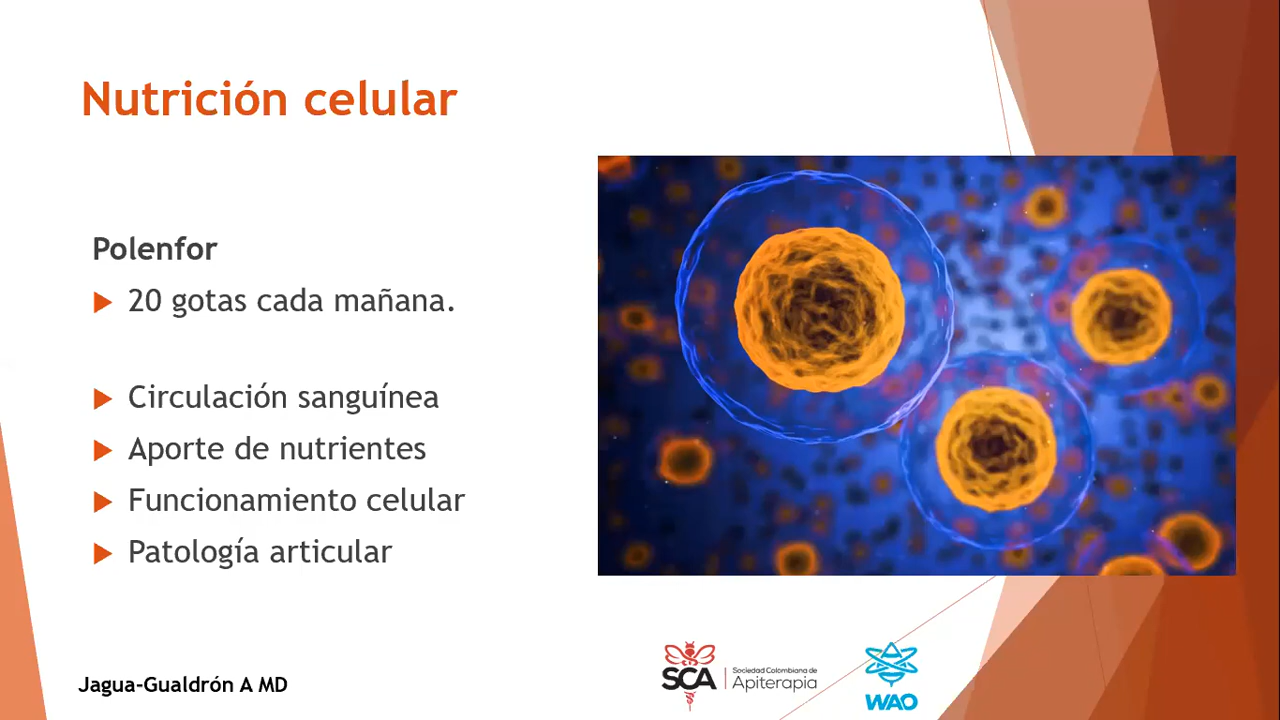 Nutrición celular
Polenfor
20 gotas cada mañana.
Circulación sanguínea
Aporte de nutrientes
Funcionamiento celular
Patología articular
Jagua-Gualdrón A MD
SCA
Sociedad Colombiana de
Apiterapia
WAO